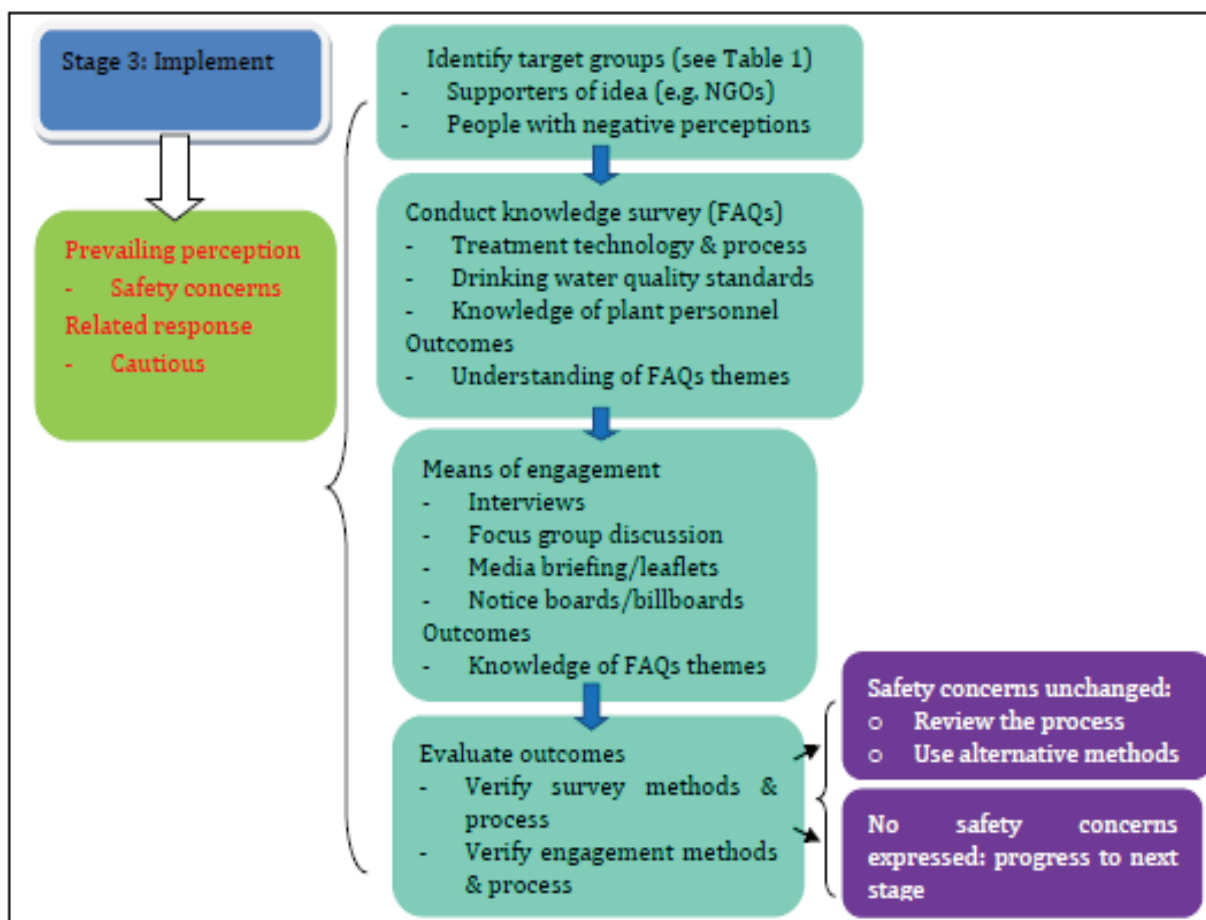 Stage 3: Implement
Prevailing perception
- Safety concerns
Related response
- Cautious
Identify target groups (see Table 1)
- Supporters of idea (e.g. NGOs)
- People with negative perceptions
Conduct knowledge survey (FAQs)
- Treatment technology & process
- Drinking water quality standards
- Knowledge of plant personnel
Outcomes
- Understanding of FAQs themes
Means of engagement
- Interviews
- Focus group discussion
- Media briefing/leaflets
- Notice boards/billboards
Outcomes
- Knowledge of FAQs themes
Evaluate outcomes
- Verify survey methods &
process
- Verify engagement methods
& process
Safety concerns unchanged:
o Review the process
o Use alternative methods
No safety concerns
expressed: progress to next
stage